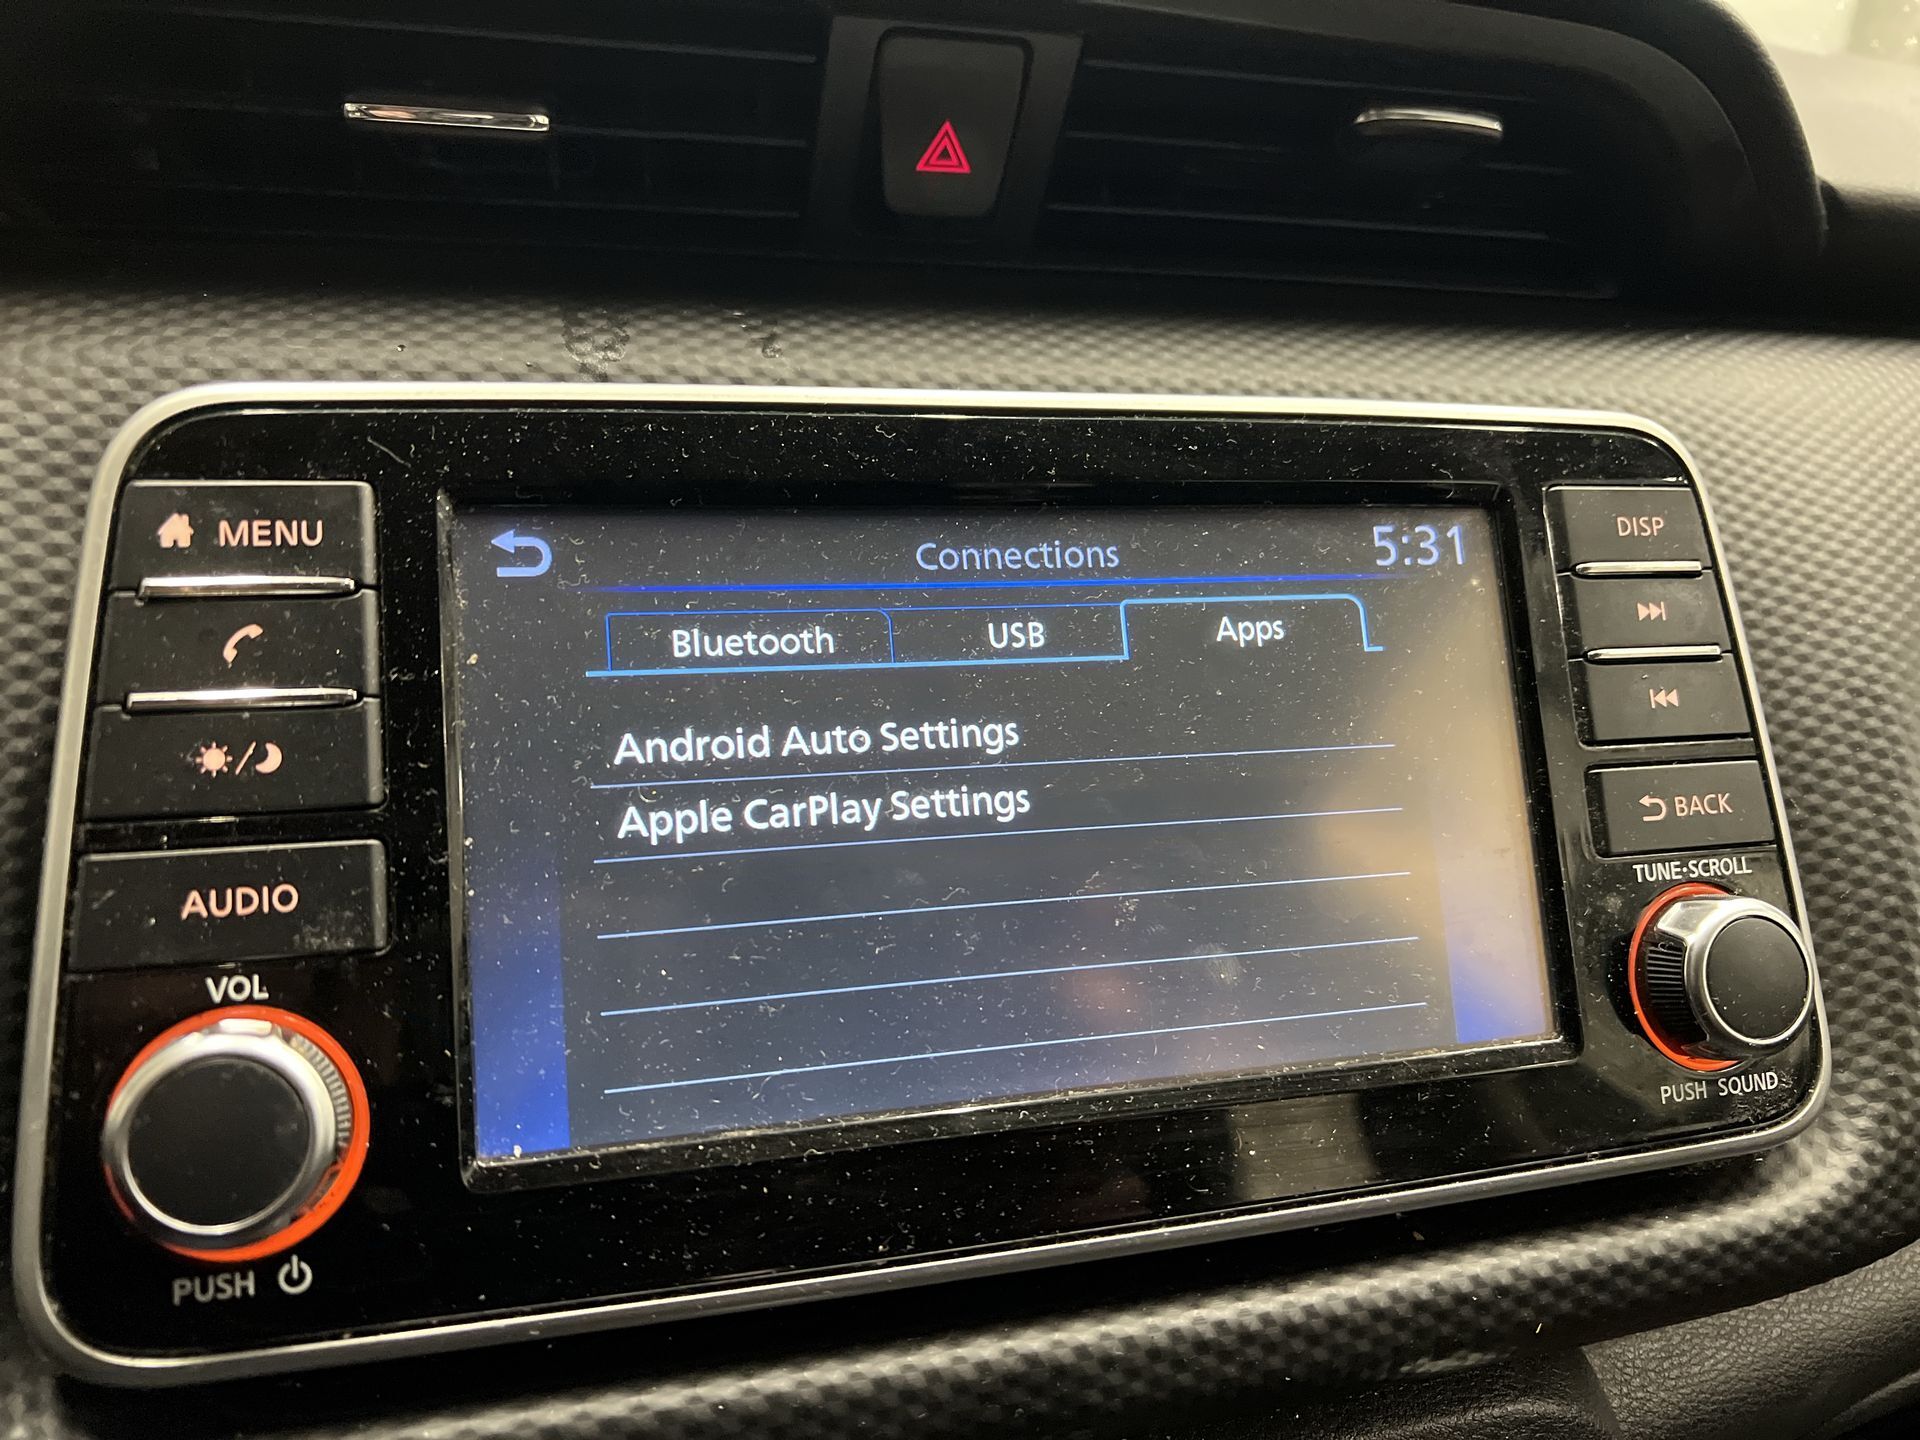 MENU
AUDIO
VOL
PUSH
Connections
5:31
Bluetooth
USB
Apps
Android Auto Settings
Apple CarPlay Settings
DISP
BACK
TUNE·SCROLL
PUSH SOUND